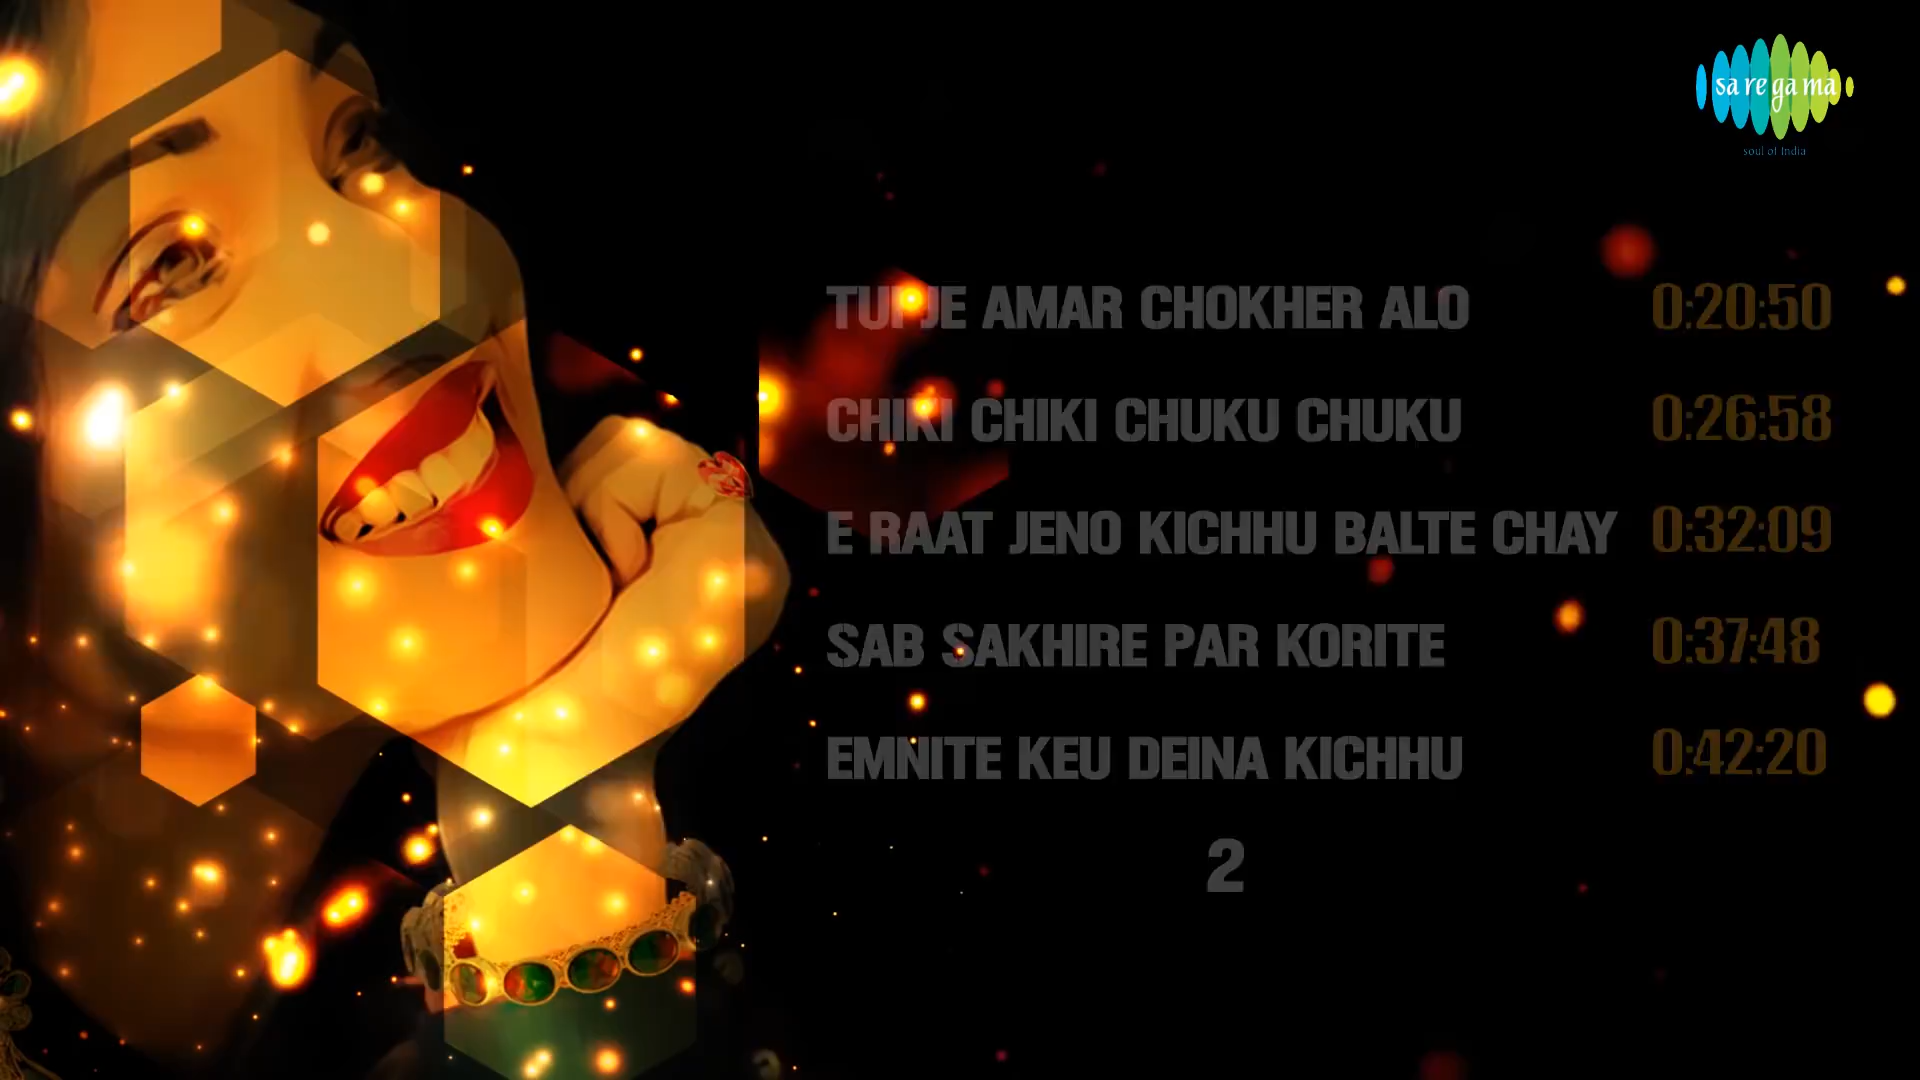 sa re ga ma
soul of India
TUMJE AMAR CHOKHER ALO 0:20:50
CHIKI CHIKI CHUKU CHUKU 0:26:58
E RAAT JENO KICHHU BALTE CHAY 0:32:09
SAB SAKHIRE PAR KORITE 0:37:48
EMNITE KEU DEINA KICHHU 0:42:20
2